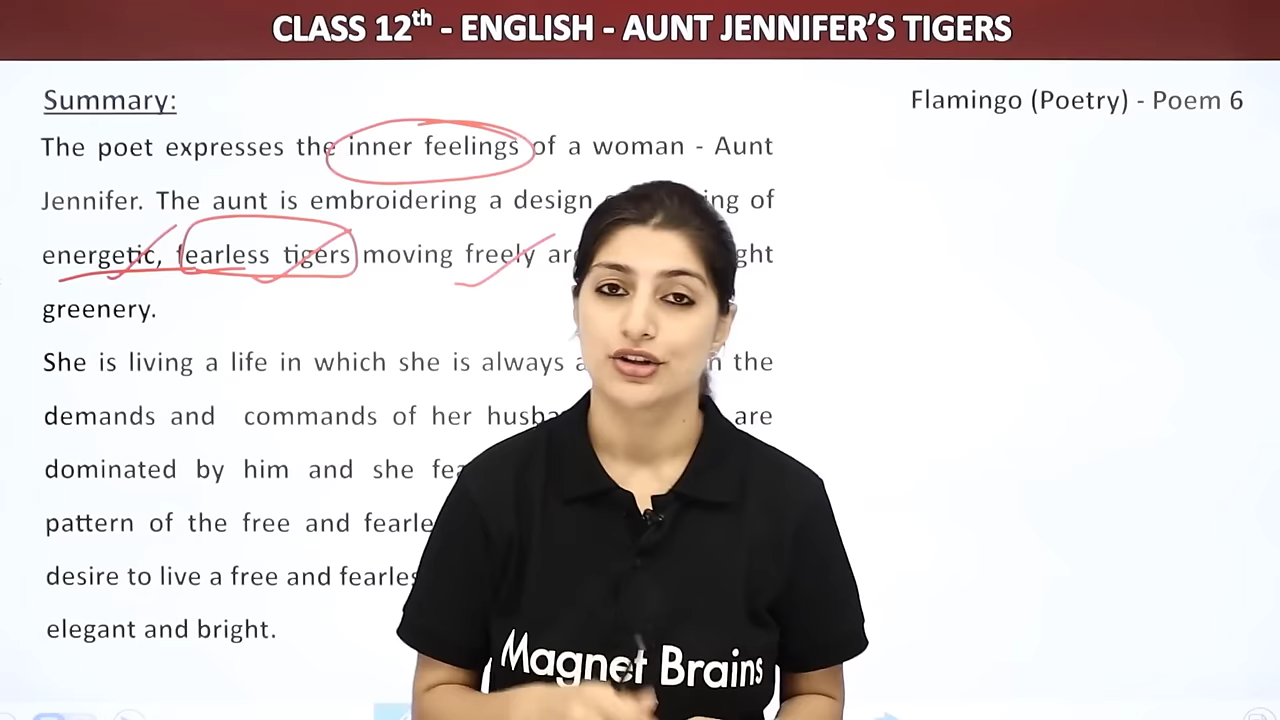 CLASS 12th - ENGLISH - AUNT JENNIFER'S TIGERS
Summary:
Flamingo (Poetry) - Poem 6
The poet expresses the inner feelings of a woman - Aunt
Jennifer. The aunt is embroidering a design of
energetic, fearless tigers moving freely
greenery.
She is living a life in which she is always the
demands and commands of her are
dominated by him and she
pattern of the free and
desire to live a free and
elegant and bright.
Magnet Brains